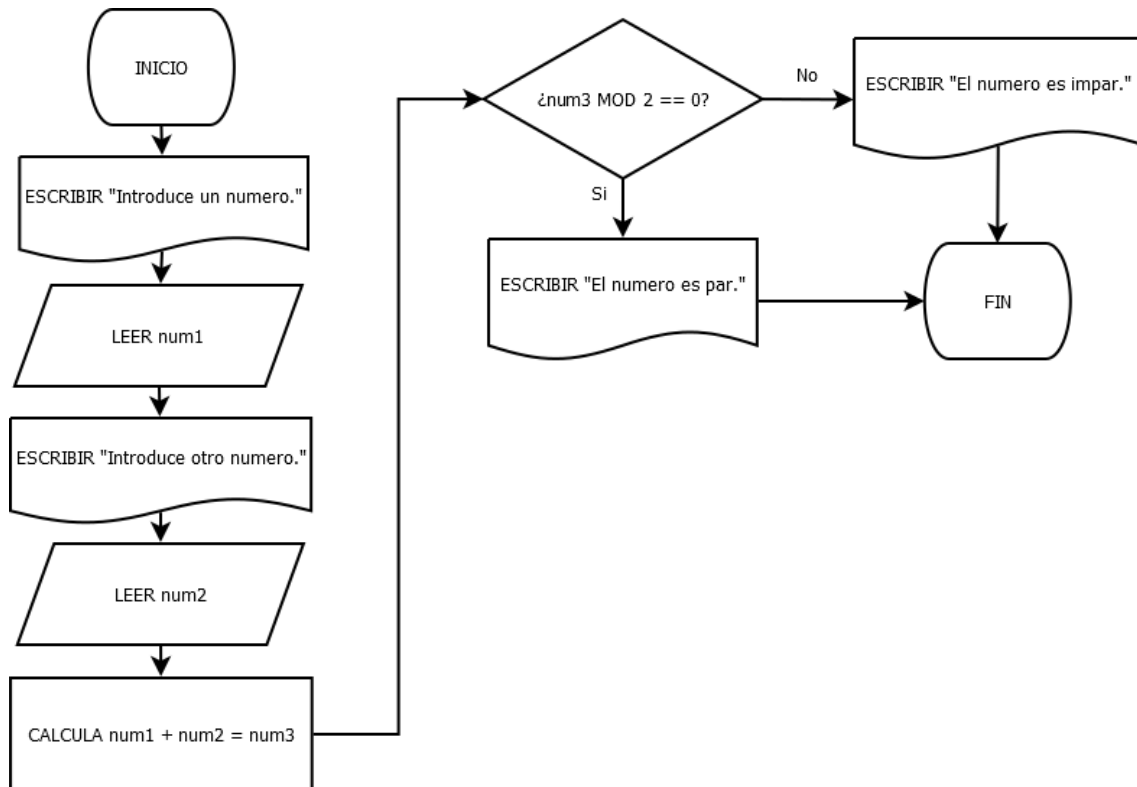 INICIO
ESCRIBIR "Introduce un numero."
LEER num1
ESCRIBIR "Introduce otro numero."
LEER num2
CALCULA num1 + num2 = num3
¿num3 MOD 2 == 0?
No
ESCRIBIR "El numero es impar."
Si
ESCRIBIR "El numero es par."
FIN